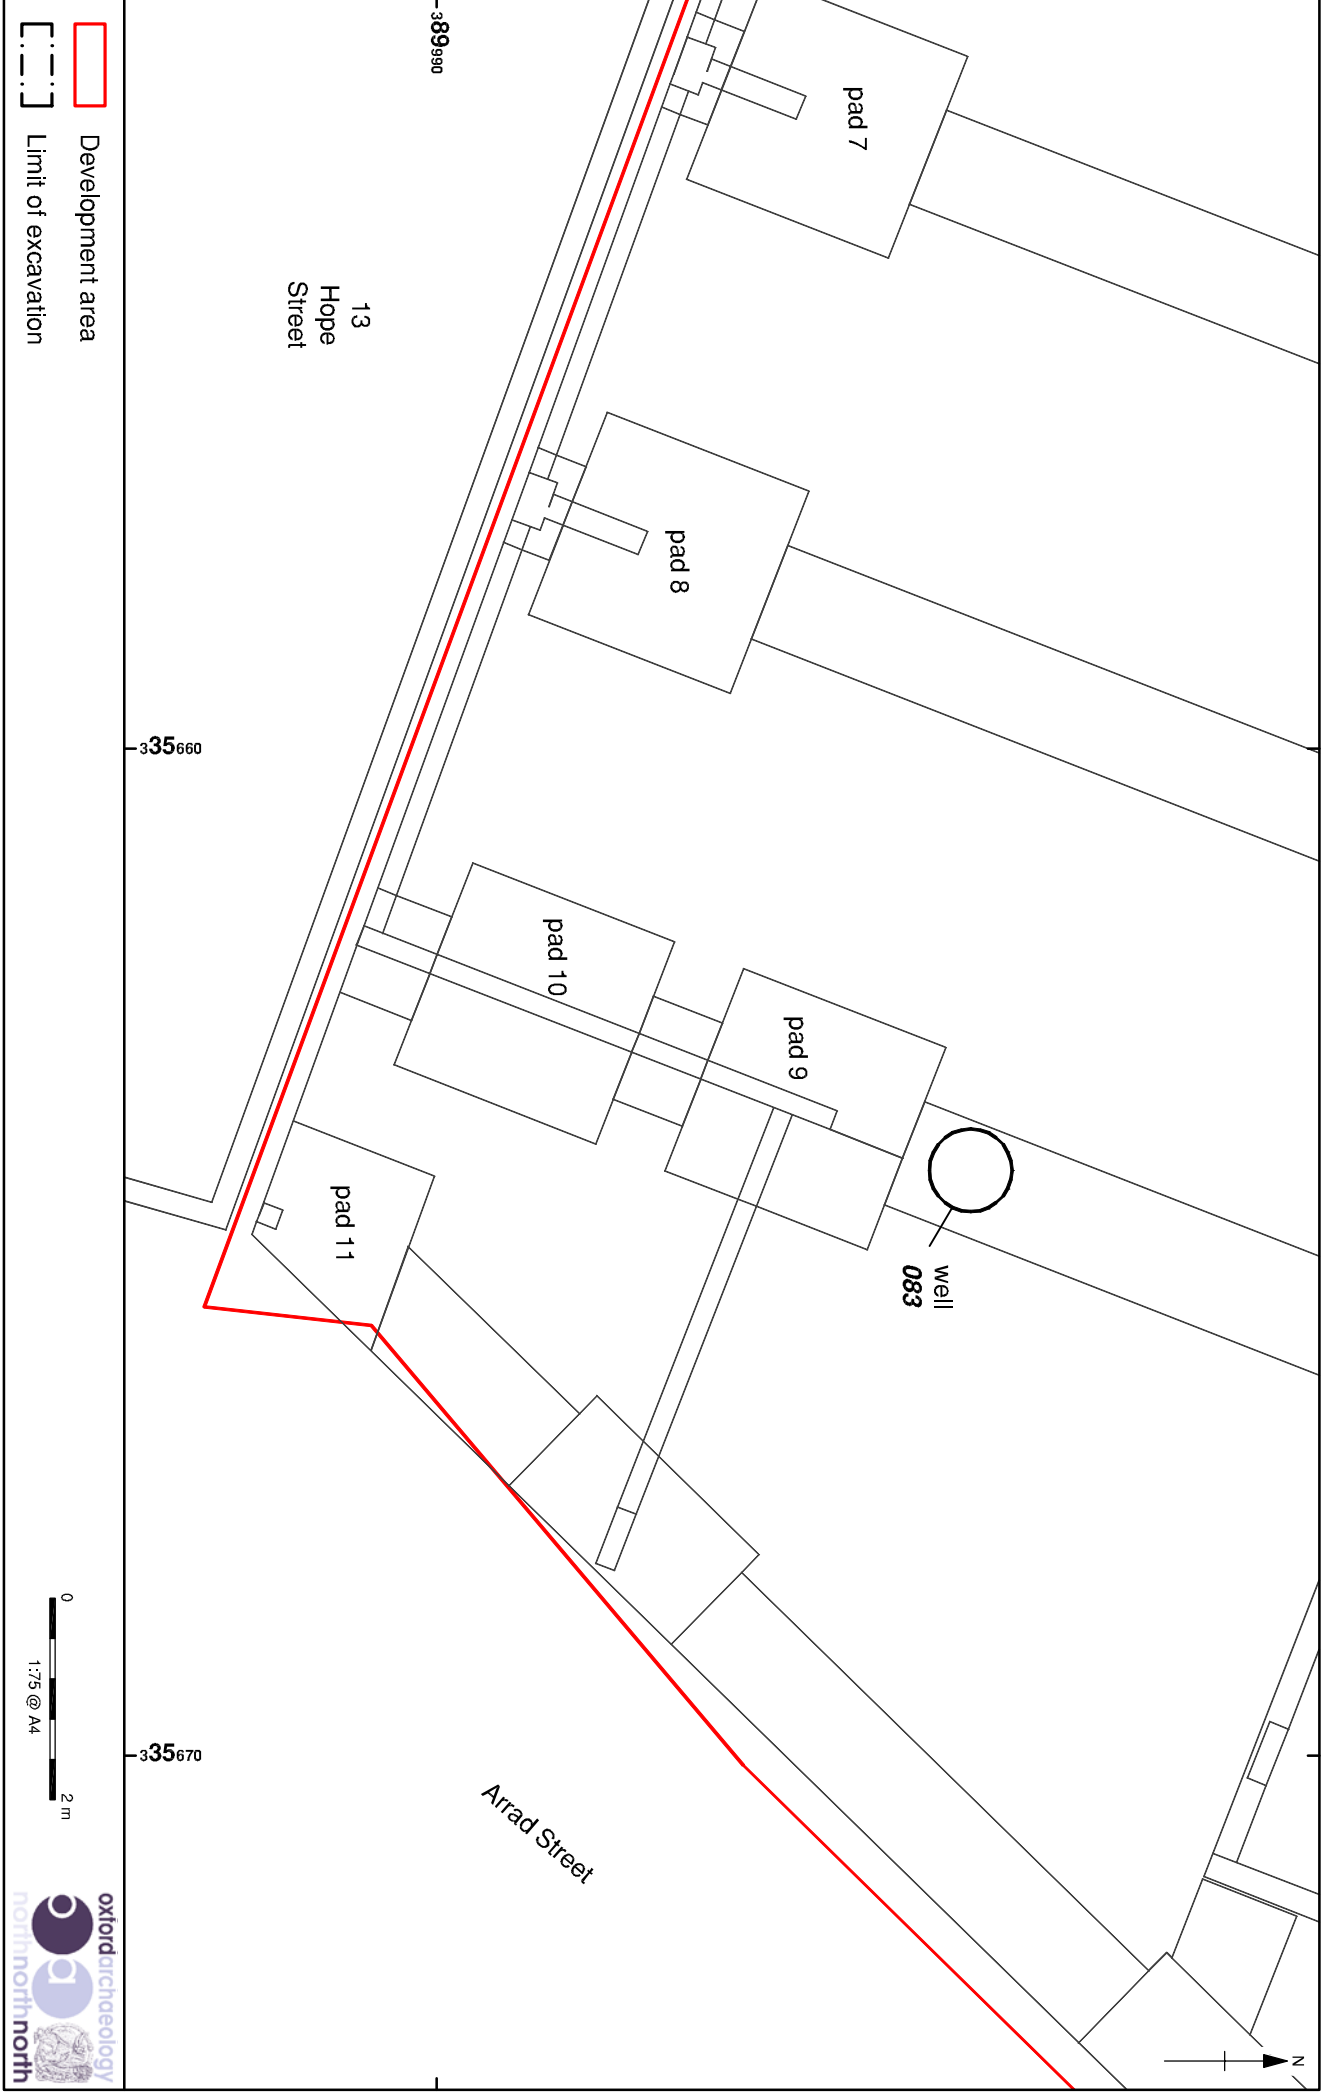 N
389990
pad 7
pad 8
pad 9
pad 10
pad 11
well
083
13
Hope
Street
Arrad Street
335660
335670
Development area
Limit of excavation
0
2 m
1:75 @ A4
oxfordarchaeology
northnorthnorth